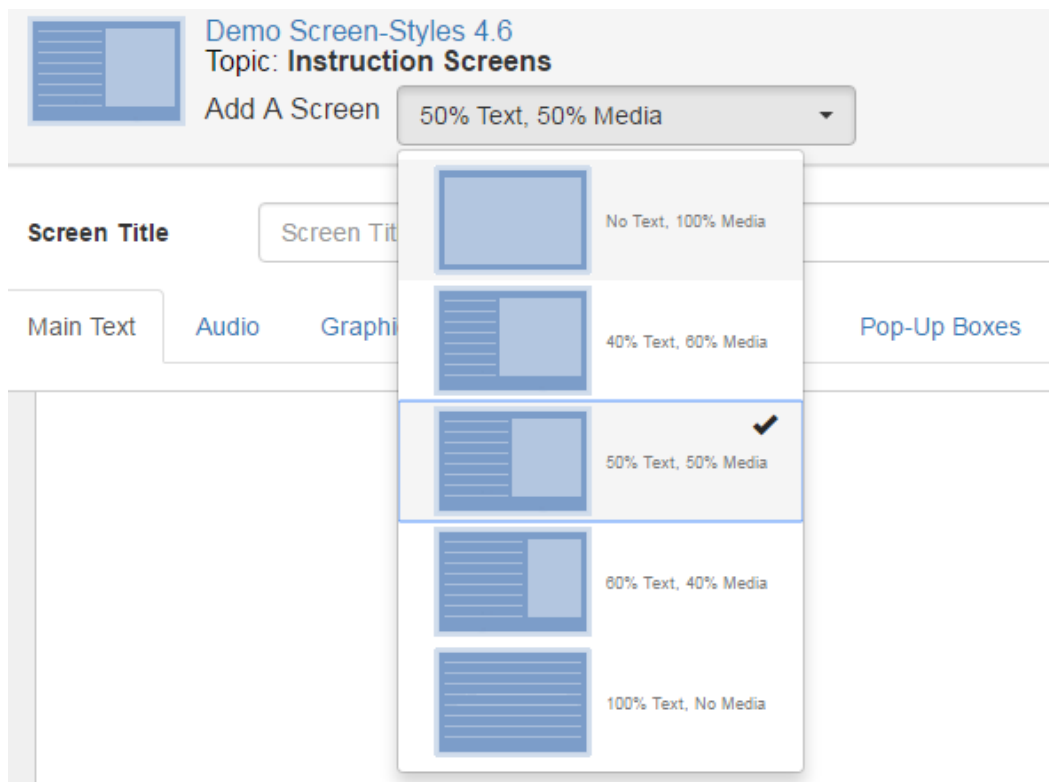 Demo Screen-Styles 4.6
Topic: Instruction Screens
Add A Screen
50% Text, 50% Media
No Text, 100% Media
Screen Title
Screen Tit
40% Text, 60% Media
Main Text
Audio
Graphi
Pop-Up Boxes
50% Text, 50% Media
60% Text, 40% Media
100% Text, No Media